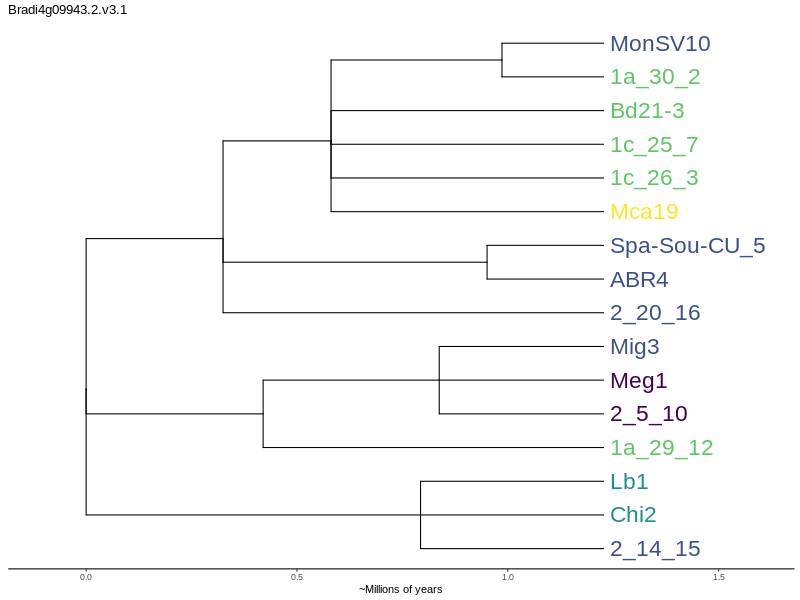 Bradi4g09943.2.v3.1
MonSV10
1a_30_2
Bd21-3
1c_25_7
1c_26_3
Mca19
Spa-Sou-CU_5
ABR4
2_20_16
Mig3
Meg1
2_5_10
1a_29_12
Lb1
Chi2
2_14_15
0.0 0.5 1.0 1.5
~Millions of years